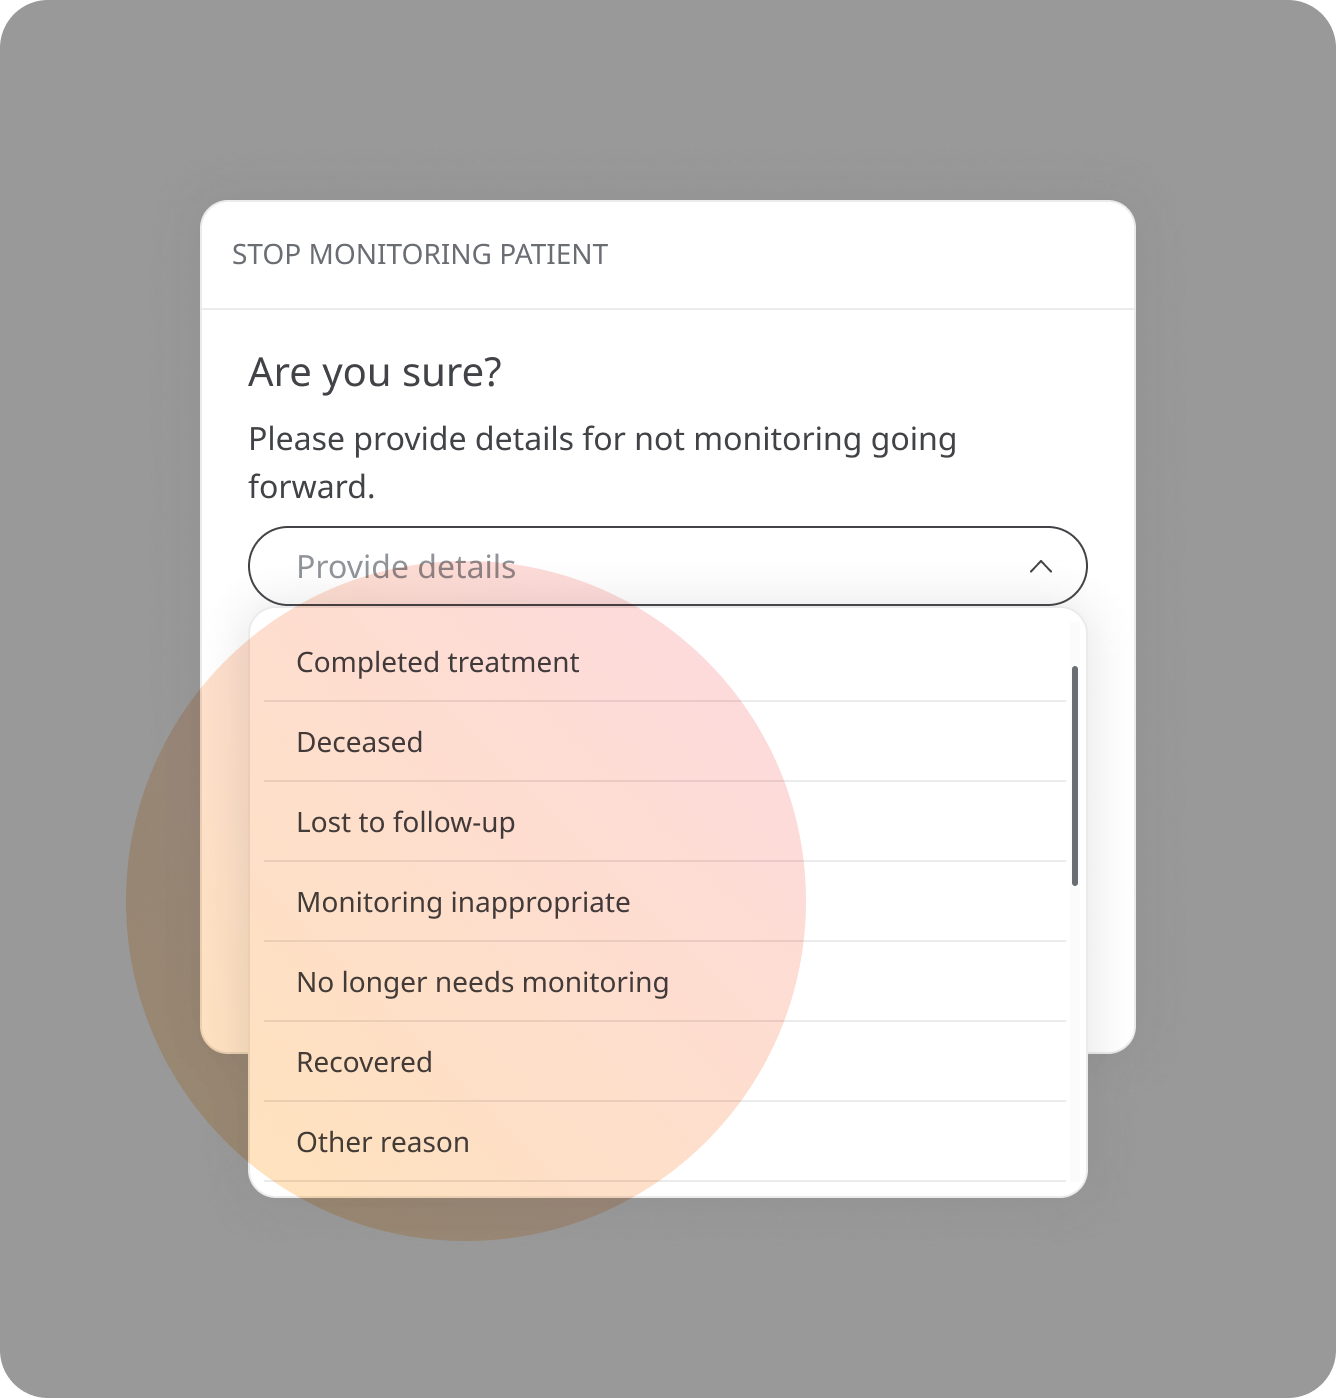 STOP MONITORING PATIENT
Are you sure?
Please provide details for not monitoring going
forward.
Provide details
Completed treatment
Deceased
Lost to follow-up
Monitoring inappropriate
No longer needs monitoring
Recovered
Other reason